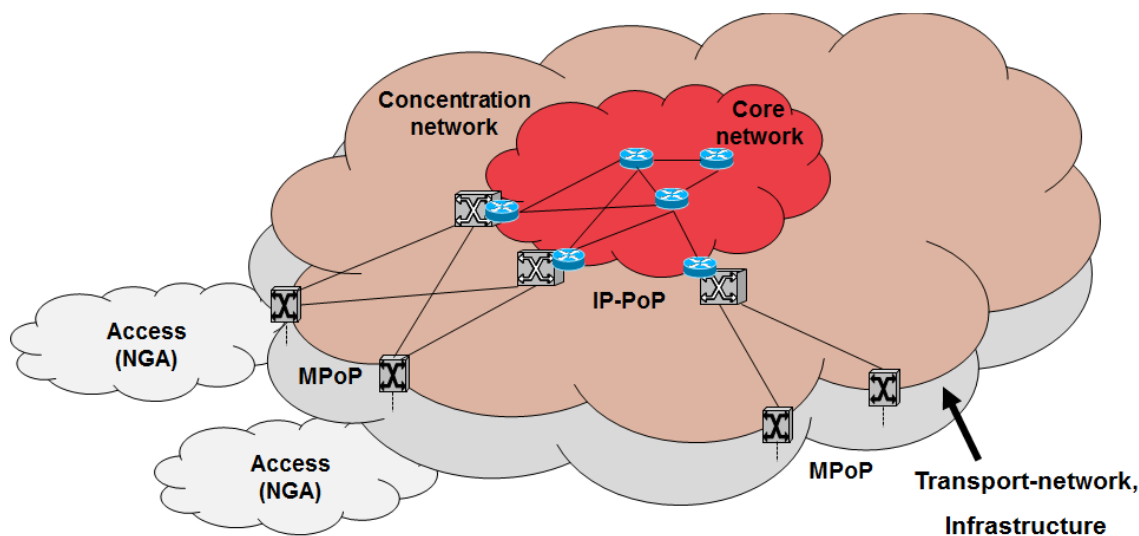 Concentration
network
Core
network
IP-PoP
Access
(NGA)
MPoP
Access
(NGA)
MPoP
Transport-network,
Infrastructure